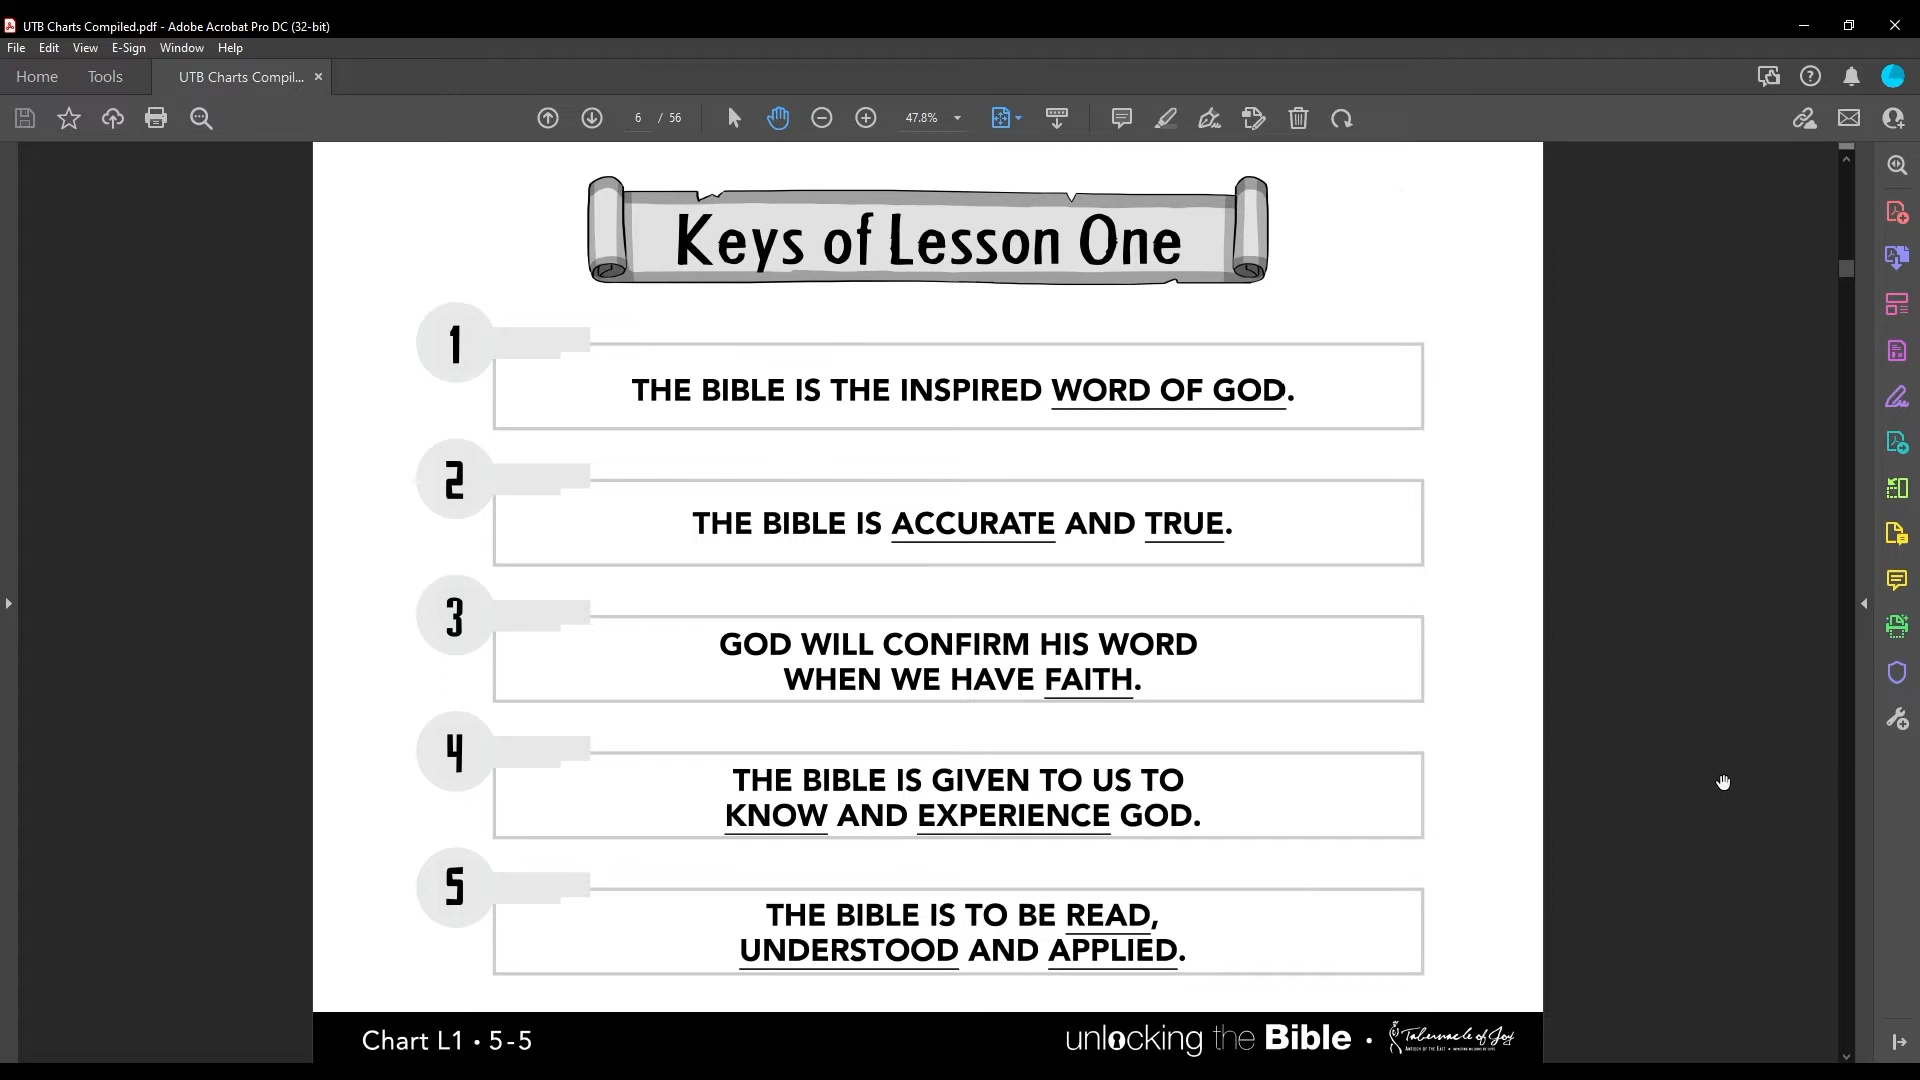 UTB Charts Compiled.pdf - Adobe Acrobat Pro DC (32-bit)
File Edit View E-Sign Window Help
Home Tools UTB Charts Compil...
6 / 56 47.8%
Keys of Lesson One
1
THE BIBLE IS THE INSPIRED WORD OF GOD.
2
THE BIBLE IS ACCURATE AND TRUE.
3
GOD WILL CONFIRM HIS WORD
WHEN WE HAVE FAITH.
4
THE BIBLE IS GIVEN TO US TO
KNOW AND EXPERIENCE GOD.
5
THE BIBLE IS TO BE READ,
UNDERSTOOD AND APPLIED.
Chart L1 • 5-5
unlocking the Bible • Tabernacle of Joy